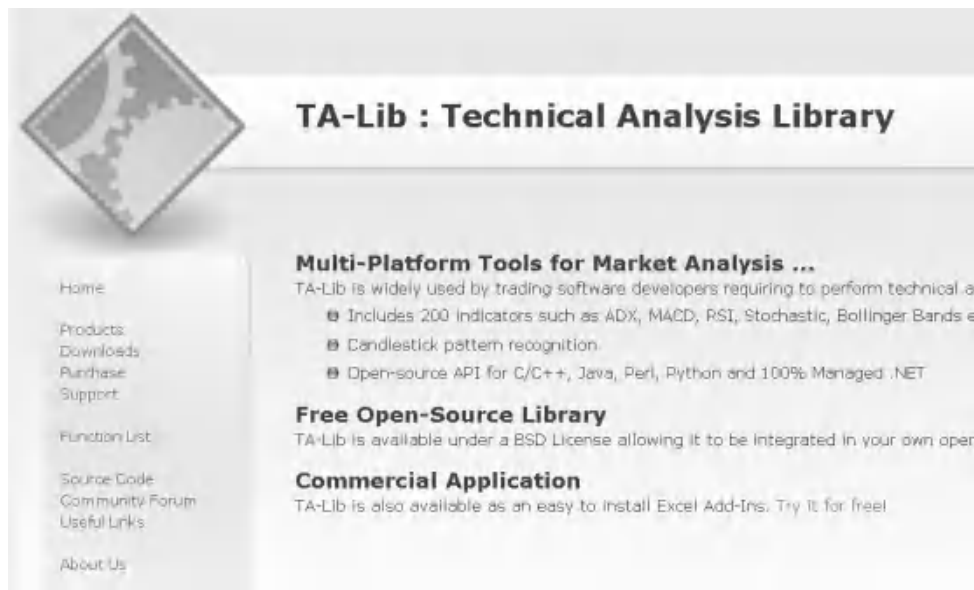 TA-Lib : Technical Analysis Library
Home
Products
Downloads
Purchase
Support
Function List
Source Code
Community Forum
Useful Links
About Us
Multi-Platform Tools for Market Analysis ...
TA-Lib is widely used by trading software developers requiring to perform technical a
Includes 200 indicators such as ADX, MACD, RSI, Stochastic, Bollinger Bands e
Candlestick pattern recognition
Open-source API for C/C++, Java, Perl, Python and 100% Managed .NET
Free Open-Source Library
TA-Lib is available under a BSD License allowing it to be integrated in your own oper
Commercial Application
TA-Lib is also available as an easy to install Excel Add-Ins. Try it for free!